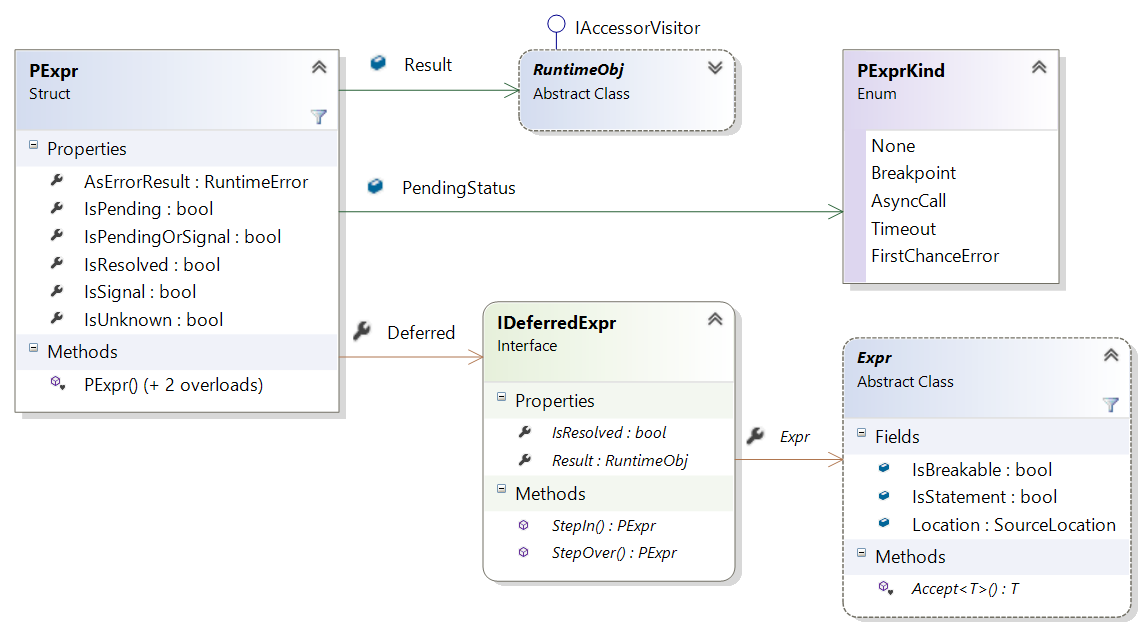 IAccessorVisitor
PExpr
Struct
Result
RuntimeObj
Abstract Class
PExprKind
Enum
Properties
AsErrorResult : RuntimeError
IsPending : bool
IsPendingOrSignal : bool
IsResolved : bool
IsSignal : bool
IsUnknown : bool
Methods
PExpr() (+ 2 overloads)
PendingStatus
None
Breakpoint
AsyncCall
Timeout
FirstChanceError
Deferred
IDeferredExpr
Interface
Properties
IsResolved : bool
Result : RuntimeObj
Methods
StepIn() : PExpr
StepOver() : PExpr
Expr
Expr
Abstract Class
Fields
IsBreakable : bool
IsStatement : bool
Location : SourceLocation
Methods
Accept<T>() : T